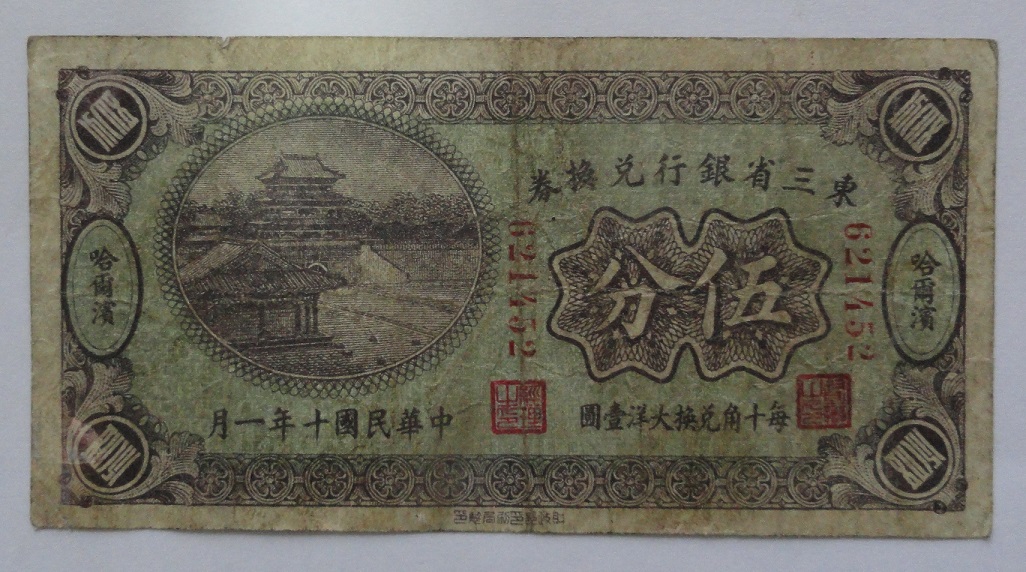 東三省銀行兌換券
伍分
621452
621452
哈爾濱
哈爾濱
每十角兌換大洋壹圓
中華民國十年一月